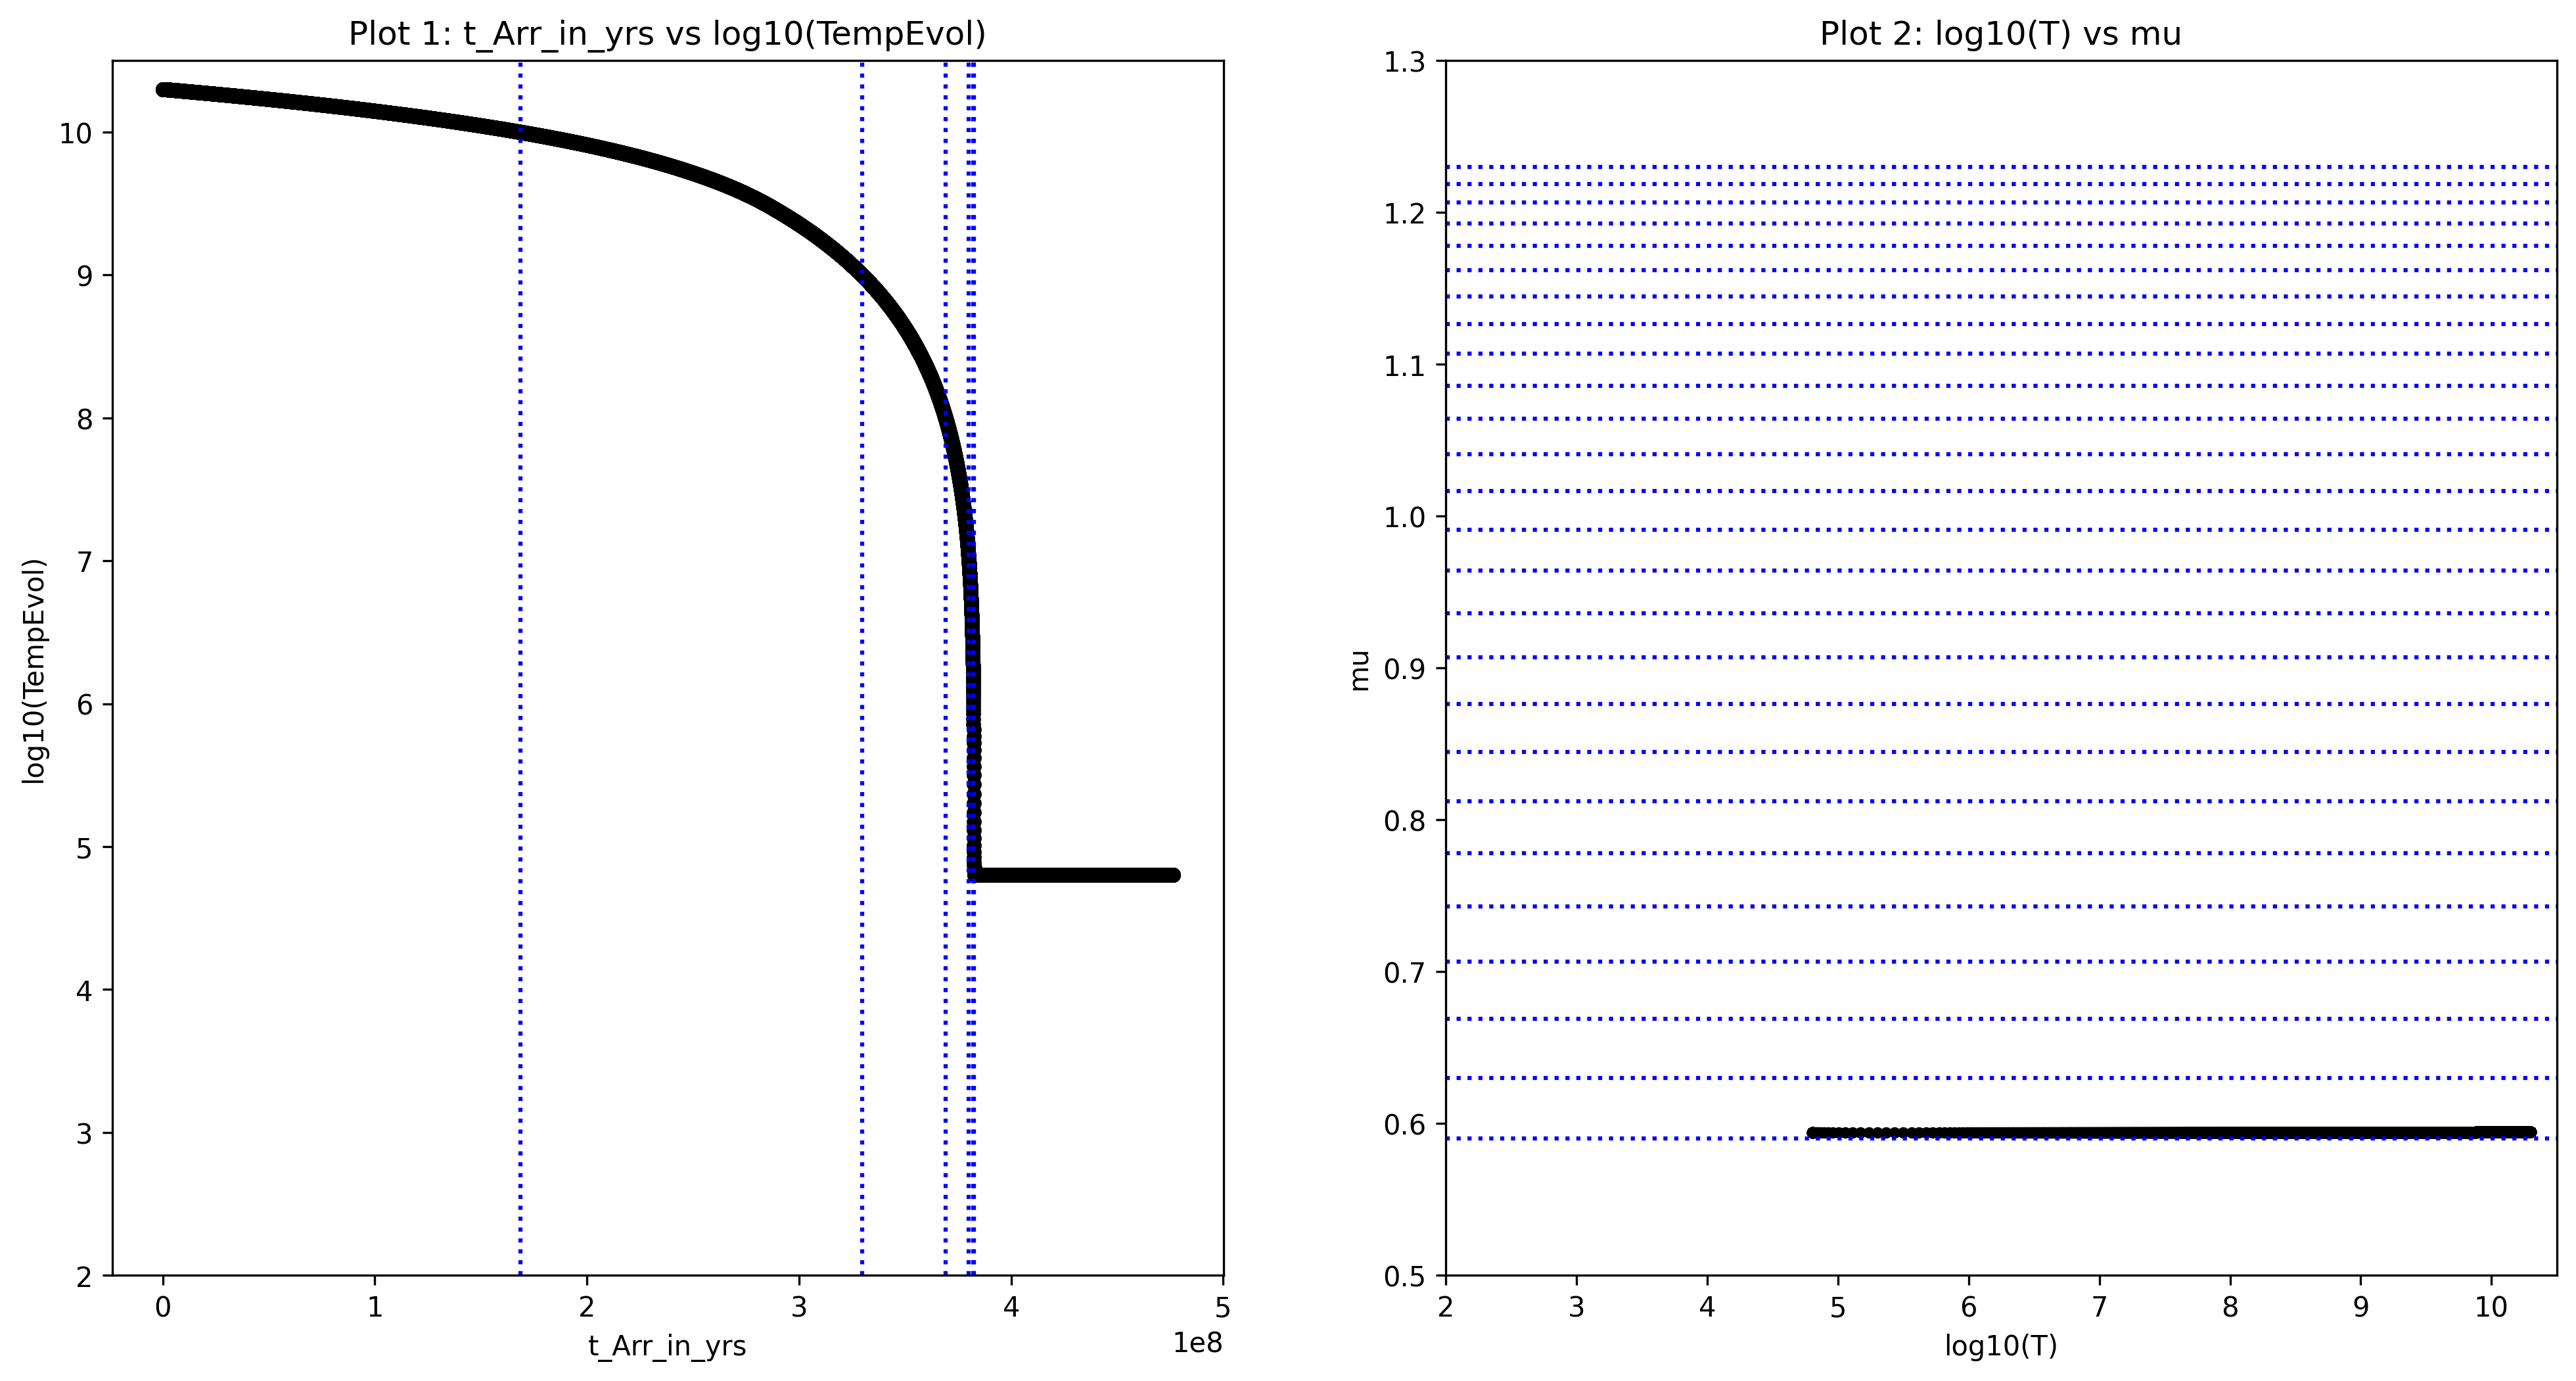 Plot 1: t_Arr_in_yrs vs log10(TempEvol)
log10(TempEvol)
10
9
8
7
6
5
4
3
2
0 1 2 3 4 5
1e8
t_Arr_in_yrs
Plot 2: log10(T) vs mu
mu
1.3
1.2
1.1
1.0
0.9
0.8
0.7
0.6
0.5
2 3 4 5 6 7 8 9 10
log10(T)